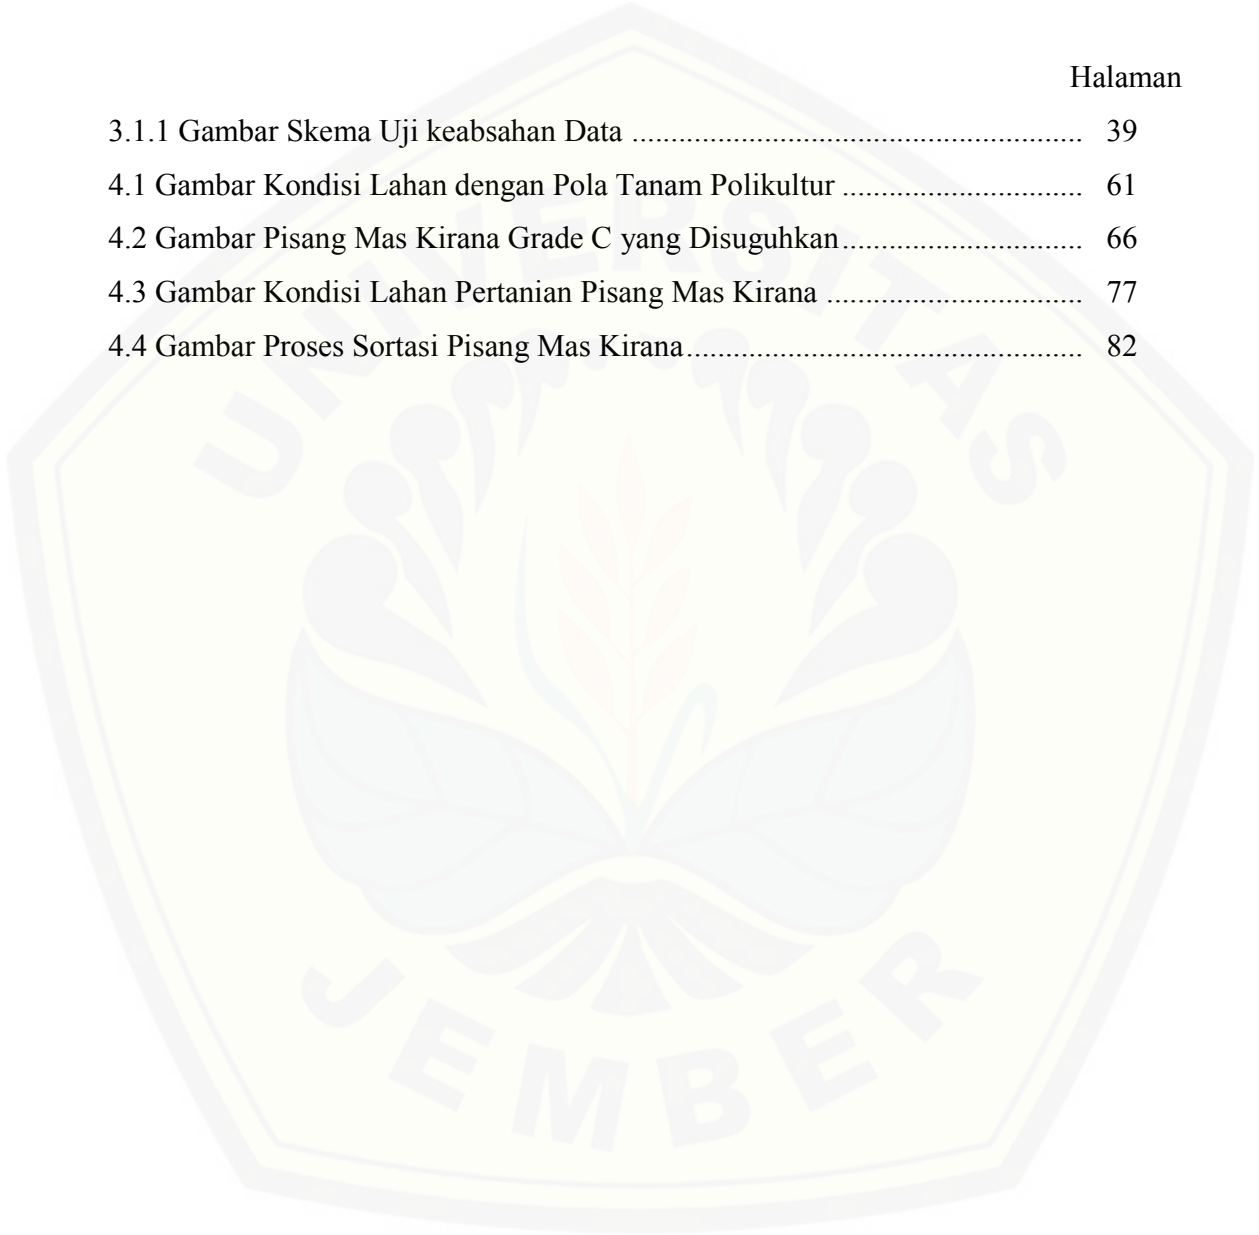 Halaman
3.1.1 Gambar Skema Uji keabsahan Data ......................................................... 39
4.1 Gambar Kondisi Lahan dengan Pola Tanam Polikultur ............................... 61
4.2 Gambar Pisang Mas Kirana Grade C yang Disuguhkan............................... 66
4.3 Gambar Kondisi Lahan Pertanian Pisang Mas Kirana ................................. 77
4.4 Gambar Proses Sortasi Pisang Mas Kirana................................................... 82
UNIVERSITAS
JEMBER